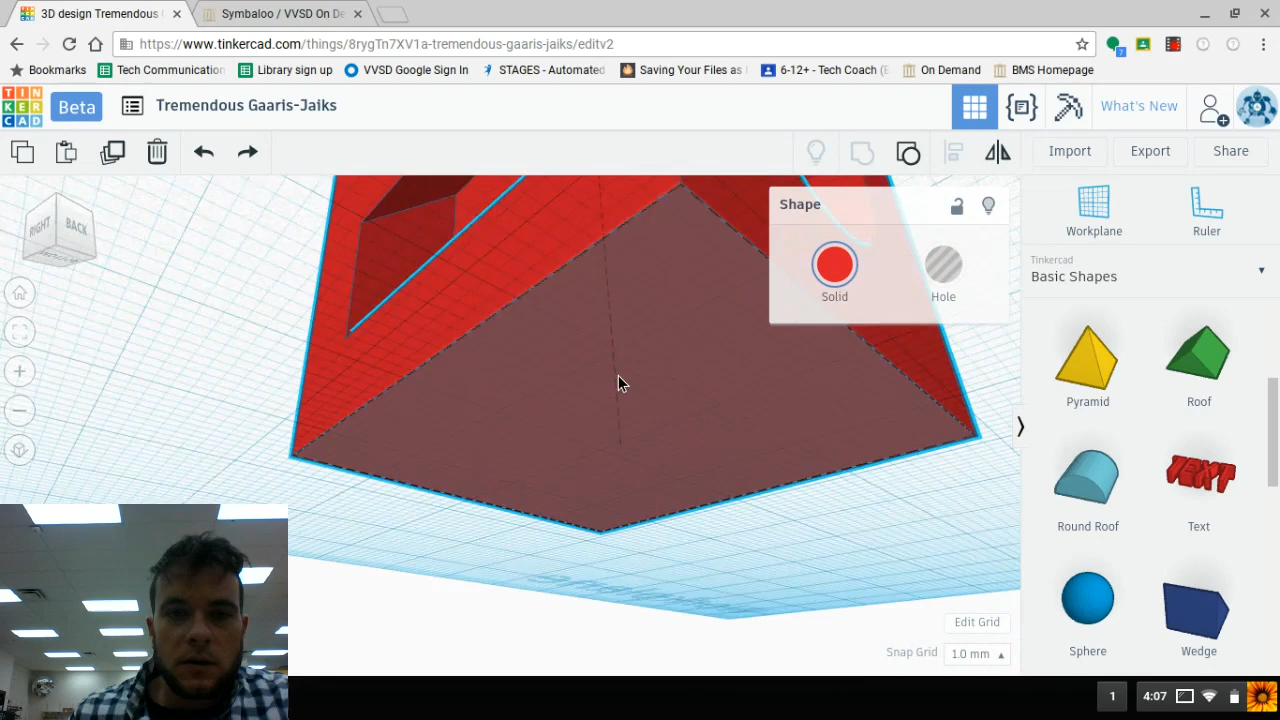 3D design Tremendous
Symbaloo / VVSD On De
https://www.tinkercad.com/things/8rygTn7XV1a-tremendous-gaaris-jaiks/editv2
7
Bookmarks
Tech Communication
Library sign up
VVSD Google Sign In
STAGES - Automated
Saving Your Files as
6-12+ - Tech Coach (E
On Demand
BMS Homepage
TIN
KER
CAD
Beta
Tremendous Gaaris-Jaiks
What's New
Import
Export
Share
RIGHT
BACK
Shape
Solid
Hole
Workplane
Ruler
Tinkercad
Basic Shapes
Pyramid
Roof
TEXT
Round Roof
Text
Sphere
Wedge
Edit Grid
Snap Grid
1.0 mm
1
4:07